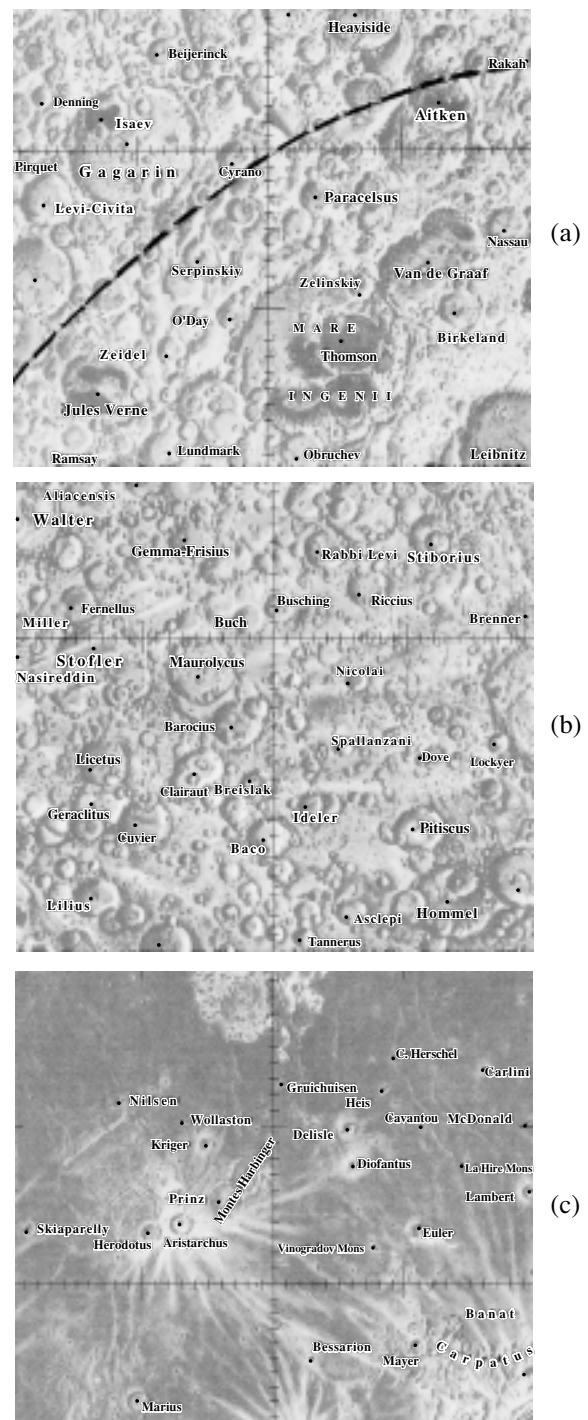 Heaviside
Beijerinck
Rakah
Denning
Aitken
Isaev
Pirquet
Gagarin
Cyrano
Levi-Civita
Paracelsus
(a)
Nassau
Serpinskiy
Van de Graaf
Zelinskiy
O'Day
MARE
Birkeland
Zeidel
Thomson
INGENII
Jules Verne
Ramsay
Lundmark
Obruchev
Leibnitz
Aliacensis
Walter
Gemma-Frisius
Rabbi Levi
Stiborius
Fernellus
Busching
Riccius
Miller
Buch
Brenner
Stofler
Maurolycus
Nasireddin
Nicolai
(b)
Barocius
Spallanzani
Licetus
Dove
Lockyer
Clairaut
Breislak
Geraclitus
Ideler
Cuvier
Pitiscus
Baco
Lilius
Asclepi
Hommel
Tannerus
C. Herschel
Carlini
Gruichuisen
Nilsen
Heis
Wollaston
Cavantou
McDonald
Kriger
Delisle
Montes Harbinger
Diofantus
La Hire Mons
Prinz
Lambert
(c)
Skiaparelly
Herodotus
Aristarchus
Euler
Vinogradov Mons
Banat
Bessarion
Mayer
Carpatus
Marius